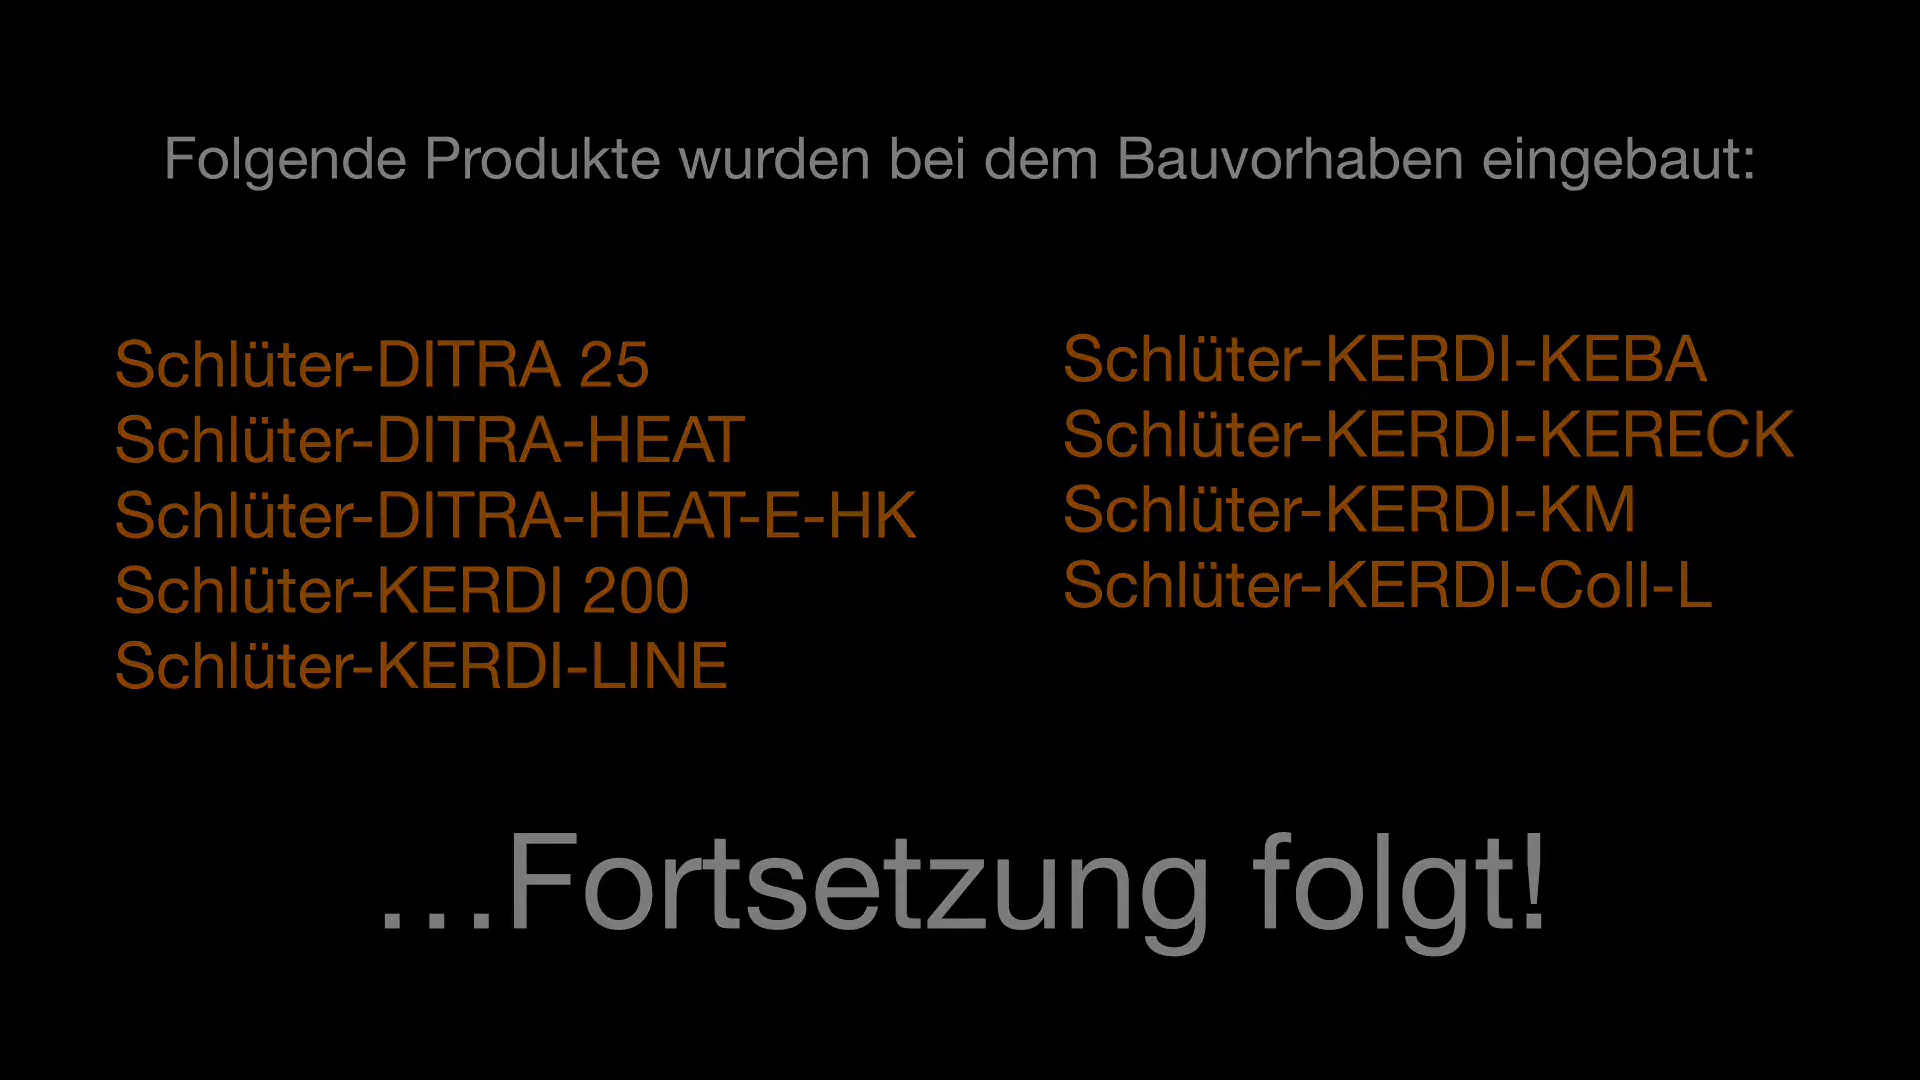 Folgende Produkte wurden bei dem Bauvorhaben eingebaut:
Schlüter-DITRA 25
Schlüter-DITRA-HEAT
Schlüter-DITRA-HEAT-E-HK
Schlüter-KERDI 200
Schlüter-KERDI-LINE
Schlüter-KERDI-KEBA
Schlüter-KERDI-KERECK
Schlüter-KERDI-KM
Schlüter-KERDI-Coll-L
...Fortsetzung folgt!